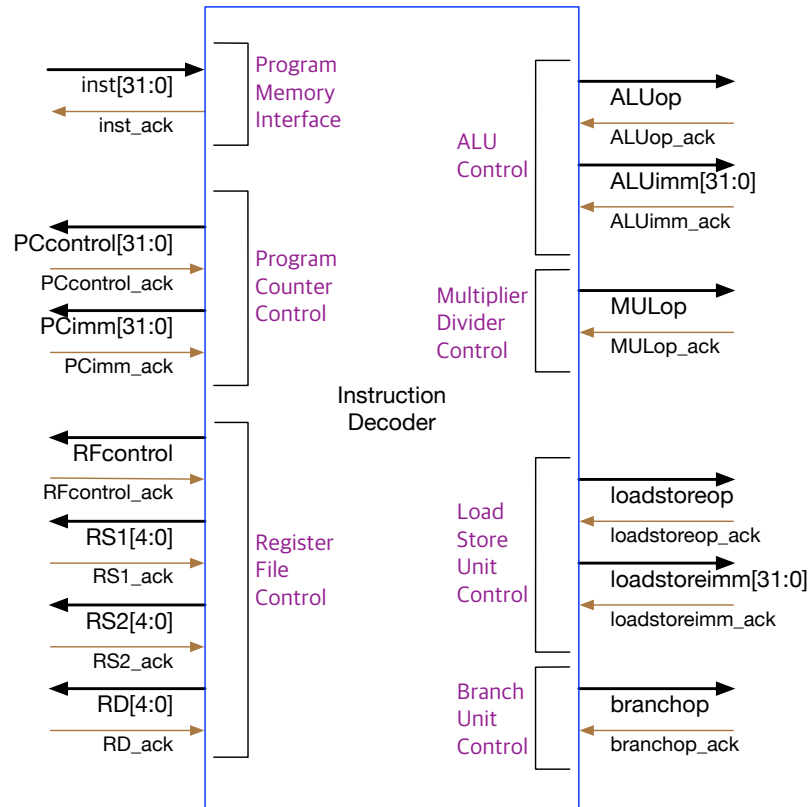 inst[31:0]
inst_ack
Program
Memory
Interface
PCcontrol[31:0]
PCcontrol_ack
PCimm[31:0]
PCimm_ack
Program
Counter
Control
RFcontrol
RFcontrol_ack
RS1[4:0]
RS1_ack
RS2[4:0]
RS2_ack
RD[4:0]
RD_ack
Register
File
Control
Instruction
Decoder
ALU
Control
ALUop
ALUop_ack
ALUimm[31:0]
ALUimm_ack
Multiplier
Divider
Control
MULop
MULop_ack
Load
Store
Unit
Control
loadstoreop
loadstoreop_ack
loadstoreimm[31:0]
loadstoreimm_ack
Branch
Unit
Control
branchop
branchop_ack